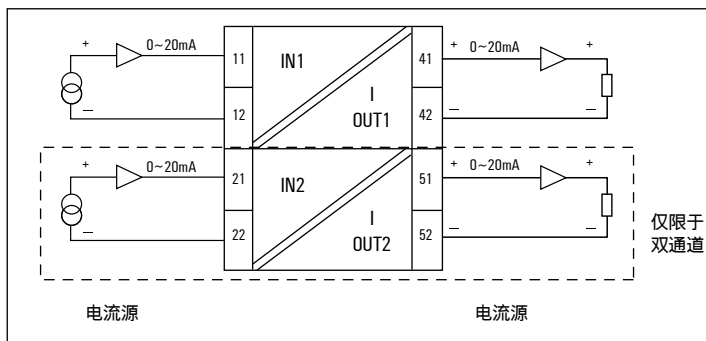 + 0~20mA 11 IN1 41 + 0~20mA +
— 12 I 42 — —
OUT1
+ 0~20mA 21 IN2 51 + 0~20mA +
— 22 I 52 — —
OUT2
仅限于
双通道
电流源 电流源